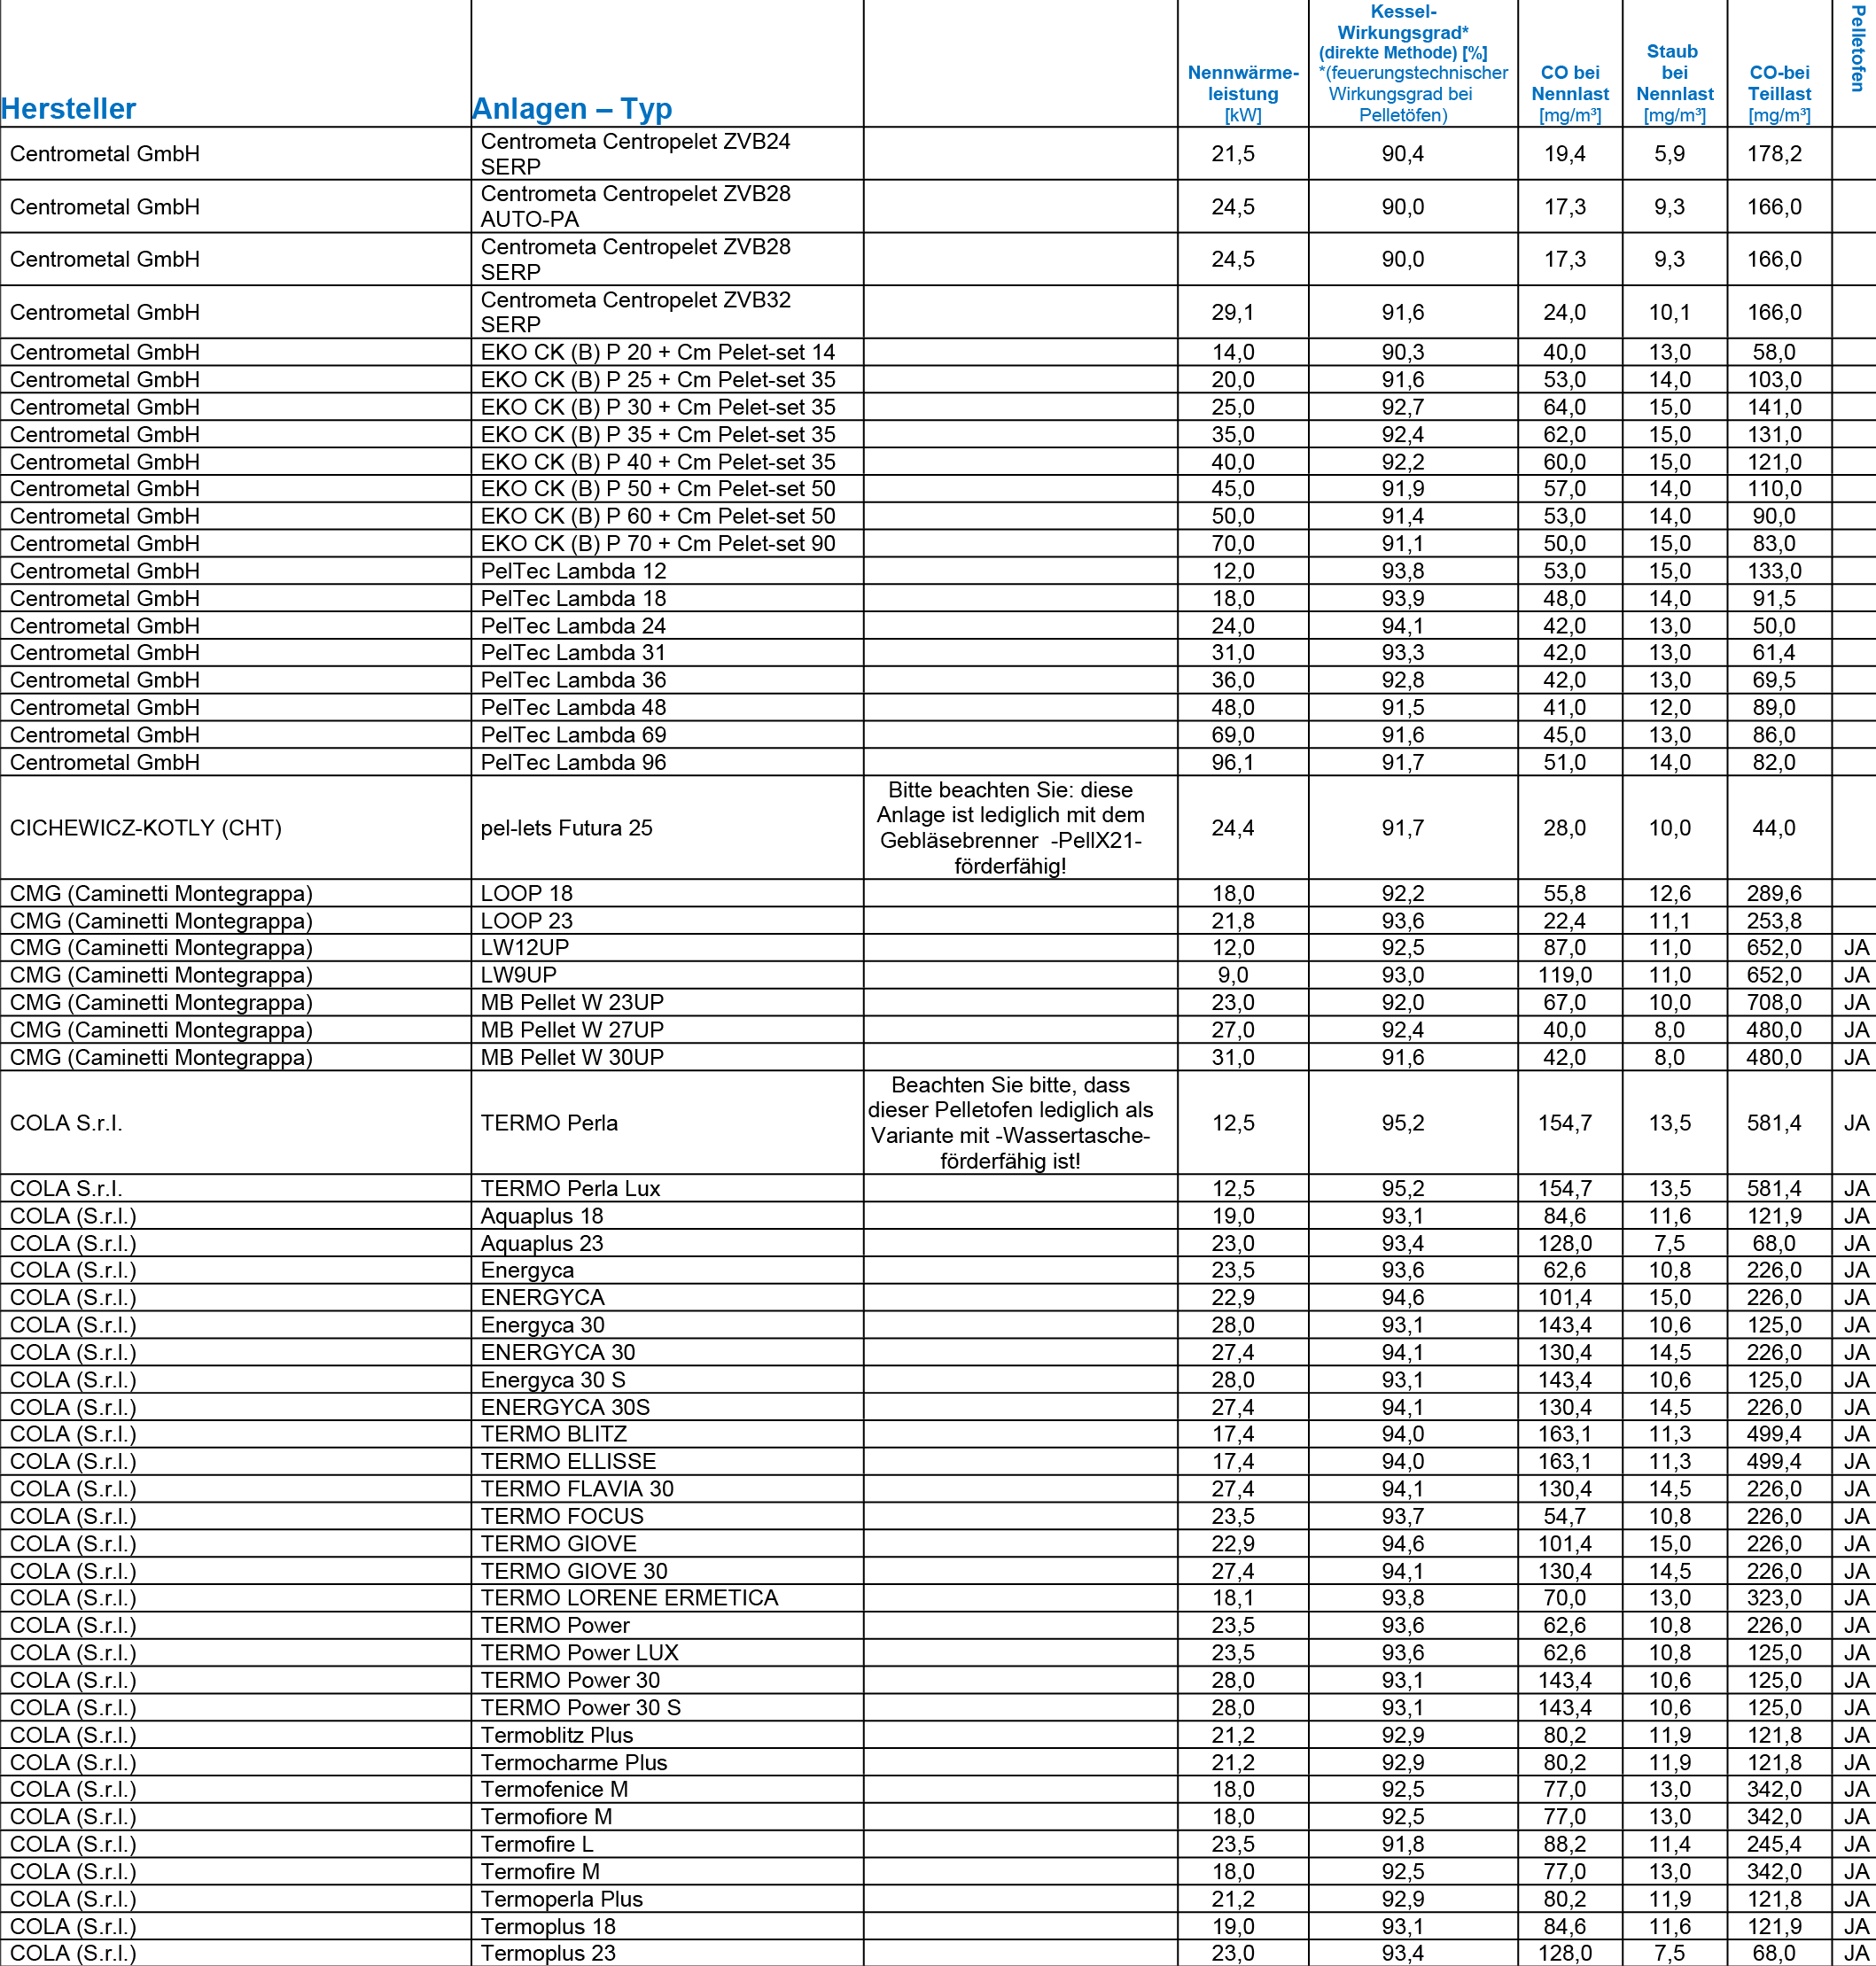 Hersteller Anlagen – Typ Nennwärme-leistung [kW] Kessel-Wirkungsgrad* (direkte Methode) [%] *(feuerungstechnischer Wirkungsgrad bei Pelletöfen) CO bei Nennlast [mg/m³] Staub bei Nennlast [mg/m³] CO-bei Teillast [mg/m³] Pelletofen
Centrometal GmbH Centrometa Centropelet ZVB24 SERP 21,5 90,4 19,4 5,9 178,2
Centrometal GmbH Centrometa Centropelet ZVB28 AUTO-PA 24,5 90,0 17,3 9,3 166,0
Centrometal GmbH Centrometa Centropelet ZVB28 SERP 24,5 90,0 17,3 9,3 166,0
Centrometal GmbH Centrometa Centropelet ZVB32 SERP 29,1 91,6 24,0 10,1 166,0
Centrometal GmbH EKO CK (B) P 20 + Cm Pelet-set 14 14,0 90,3 40,0 13,0 58,0
Centrometal GmbH EKO CK (B) P 25 + Cm Pelet-set 35 20,0 91,6 53,0 14,0 103,0
Centrometal GmbH EKO CK (B) P 30 + Cm Pelet-set 35 25,0 92,7 64,0 15,0 141,0
Centrometal GmbH EKO CK (B) P 35 + Cm Pelet-set 35 35,0 92,4 62,0 15,0 131,0
Centrometal GmbH EKO CK (B) P 40 + Cm Pelet-set 35 40,0 92,2 60,0 15,0 121,0
Centrometal GmbH EKO CK (B) P 50 + Cm Pelet-set 50 45,0 91,9 57,0 14,0 110,0
Centrometal GmbH EKO CK (B) P 60 + Cm Pelet-set 50 50,0 91,4 53,0 14,0 90,0
Centrometal GmbH EKO CK (B) P 70 + Cm Pelet-set 90 70,0 91,1 50,0 15,0 83,0
Centrometal GmbH PelTec Lambda 12 12,0 93,8 53,0 15,0 133,0
Centrometal GmbH PelTec Lambda 18 18,0 93,9 48,0 14,0 91,5
Centrometal GmbH PelTec Lambda 24 24,0 94,1 42,0 13,0 50,0
Centrometal GmbH PelTec Lambda 31 31,0 93,3 42,0 13,0 61,4
Centrometal GmbH PelTec Lambda 36 36,0 92,8 42,0 13,0 69,5
Centrometal GmbH PelTec Lambda 48 48,0 91,5 41,0 12,0 89,0
Centrometal GmbH PelTec Lambda 69 69,0 91,6 45,0 13,0 86,0
Centrometal GmbH PelTec Lambda 96 96,1 91,7 51,0 14,0 82,0
CICHEWICZ-KOTLY (CHT) pel-lets Futura 25 Bitte beachten Sie: diese Anlage ist lediglich mit dem Gebläsebrenner -PellX21- förderfähig! 24,4 91,7 28,0 10,0 44,0
CMG (Caminetti Montegrappa) LOOP 18 18,0 92,2 55,8 12,6 289,6
CMG (Caminetti Montegrappa) LOOP 23 21,8 93,6 22,4 11,1 253,8
CMG (Caminetti Montegrappa) LW12UP 12,0 92,5 87,0 11,0 652,0 JA
CMG (Caminetti Montegrappa) LW9UP 9,0 93,0 119,0 11,0 652,0 JA
CMG (Caminetti Montegrappa) MB Pellet W 23UP 23,0 92,0 67,0 10,0 708,0 JA
CMG (Caminetti Montegrappa) MB Pellet W 27UP 27,0 92,4 40,0 8,0 480,0 JA
CMG (Caminetti Montegrappa) MB Pellet W 30UP 31,0 91,6 42,0 8,0 480,0 JA
COLA S.r.l. TERMO Perla Beachten Sie bitte, dass dieser Pelletofen lediglich als Variante mit -Wassertasche- förderfähig ist! 12,5 95,2 154,7 13,5 581,4 JA
COLA S.r.l. TERMO Perla Lux 12,5 95,2 154,7 13,5 581,4 JA
COLA (S.r.l.) Aquaplus 18 19,0 93,1 84,6 11,6 121,9 JA
COLA (S.r.l.) Aquaplus 23 23,0 93,4 128,0 7,5 68,0 JA
COLA (S.r.l.) Energyca 23,5 93,6 62,6 10,8 226,0 JA
COLA (S.r.l.) ENERGYCA 22,9 94,6 101,4 15,0 226,0 JA
COLA (S.r.l.) Energyca 30 28,0 93,1 143,4 10,6 125,0 JA
COLA (S.r.l.) ENERGYCA 30 27,4 94,1 130,4 14,5 226,0 JA
COLA (S.r.l.) Energyca 30 S 28,0 93,1 143,4 10,6 125,0 JA
COLA (S.r.l.) ENERGYCA 30S 27,4 94,1 130,4 14,5 226,0 JA
COLA (S.r.l.) TERMO BLITZ 17,4 94,0 163,1 11,3 499,4 JA
COLA (S.r.l.) TERMO ELLISSE 17,4 94,0 163,1 11,3 499,4 JA
COLA (S.r.l.) TERMO FLAVIA 30 27,4 94,1 130,4 14,5 226,0 JA
COLA (S.r.l.) TERMO FOCUS 23,5 93,7 54,7 10,8 226,0 JA
COLA (S.r.l.) TERMO GIOVE 22,9 94,6 101,4 15,0 226,0 JA
COLA (S.r.l.) TERMO GIOVE 30 27,4 94,1 130,4 14,5 226,0 JA
COLA (S.r.l.) TERMO LORENE ERMETICA 18,1 93,8 70,0 13,0 323,0 JA
COLA (S.r.l.) TERMO Power 23,5 93,6 62,6 10,8 226,0 JA
COLA (S.r.l.) TERMO Power LUX 23,5 93,6 62,6 10,8 125,0 JA
COLA (S.r.l.) TERMO Power 30 28,0 93,1 143,4 10,6 125,0 JA
COLA (S.r.l.) TERMO Power 30 S 28,0 93,1 143,4 10,6 125,0 JA
COLA (S.r.l.) Termoblitz Plus 21,2 92,9 80,2 11,9 121,8 JA
COLA (S.r.l.) Termocharme Plus 21,2 92,9 80,2 11,9 121,8 JA
COLA (S.r.l.) Termofenice M 18,0 92,5 77,0 13,0 342,0 JA
COLA (S.r.l.) Termofiore M 18,0 92,5 77,0 13,0 342,0 JA
COLA (S.r.l.) Termofire L 23,5 91,8 88,2 11,4 245,4 JA
COLA (S.r.l.) Termofire M 18,0 92,5 77,0 13,0 342,0 JA
COLA (S.r.l.) Termoperla Plus 21,2 92,9 80,2 11,9 121,8 JA
COLA (S.r.l.) Termoplus 18 19,0 93,1 84,6 11,6 121,9 JA
COLA (S.r.l.) Termoplus 23 23,0 93,4 128,0 7,5 68,0 JA